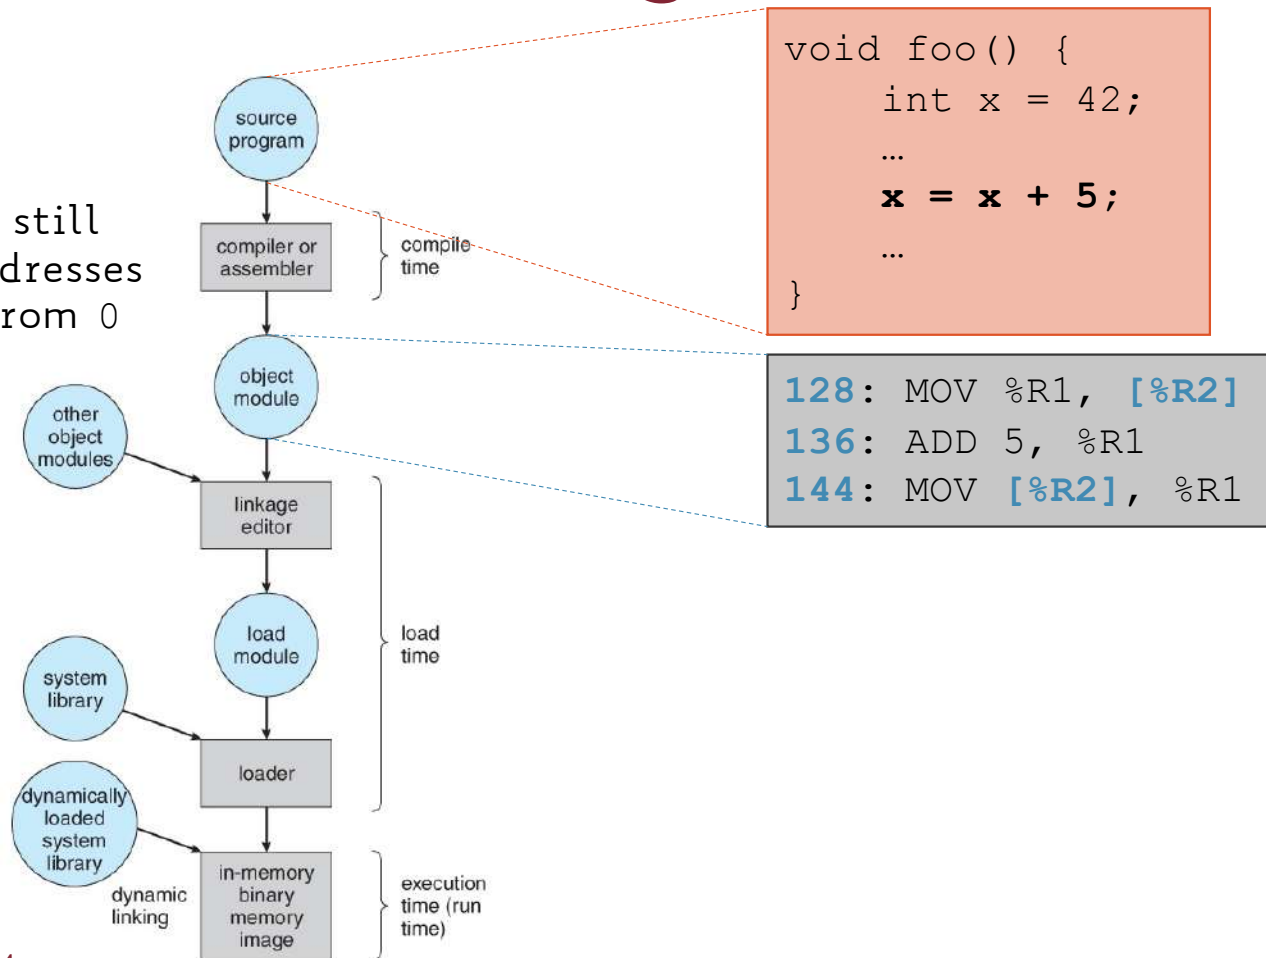 void foo() {
int x = 42;
…
x = x + 5;
…
}
source
program
still
dresses
rom 0
compiler or
assembler
compile
time
object
module
128: MOV %R1, [%R2]
136: ADD 5, %R1
144: MOV [%R2], %R1
other
object
modules
linkage
editor
load
module
load
time
system
library
loader
dynamically
loaded
system
library
dynamic
linking
in-memory
binary
memory
image
execution
time (run
time)